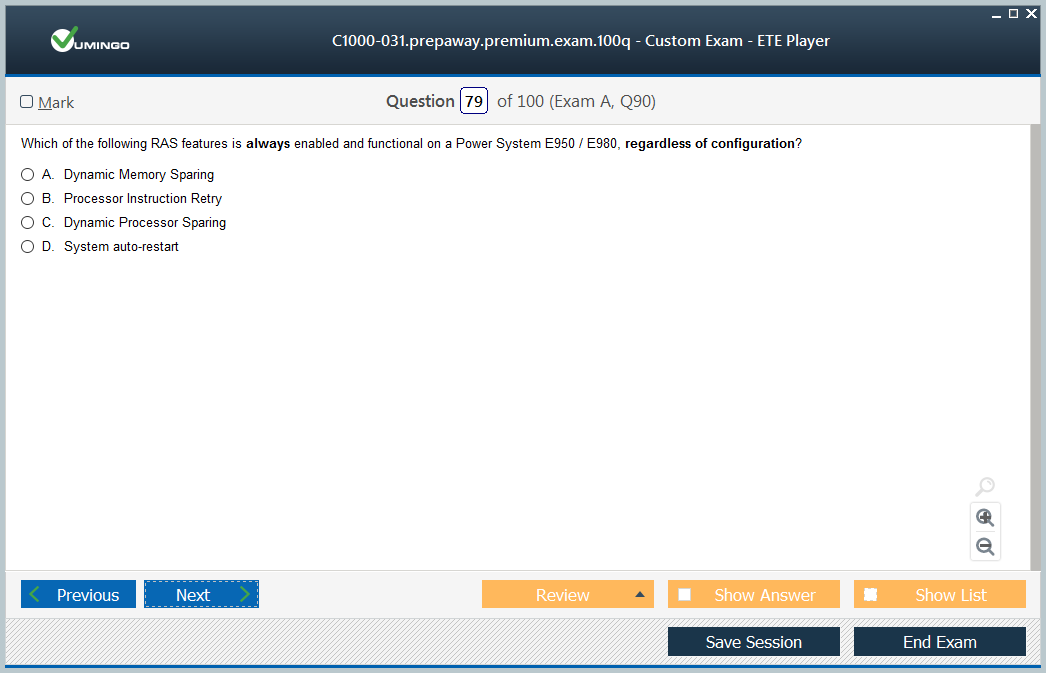 VUMINGO
C1000-031.prepaway.premium.exam.100q - Custom Exam - ETE Player
Mark
Question 79 of 100 (Exam A, Q90)
Which of the following RAS features is always enabled and functional on a Power System E950 / E980, regardless of configuration?
A. Dynamic Memory Sparing
B. Processor Instruction Retry
C. Dynamic Processor Sparing
D. System auto-restart
Previous Next Review Show Answer Show List
Save Session End Exam